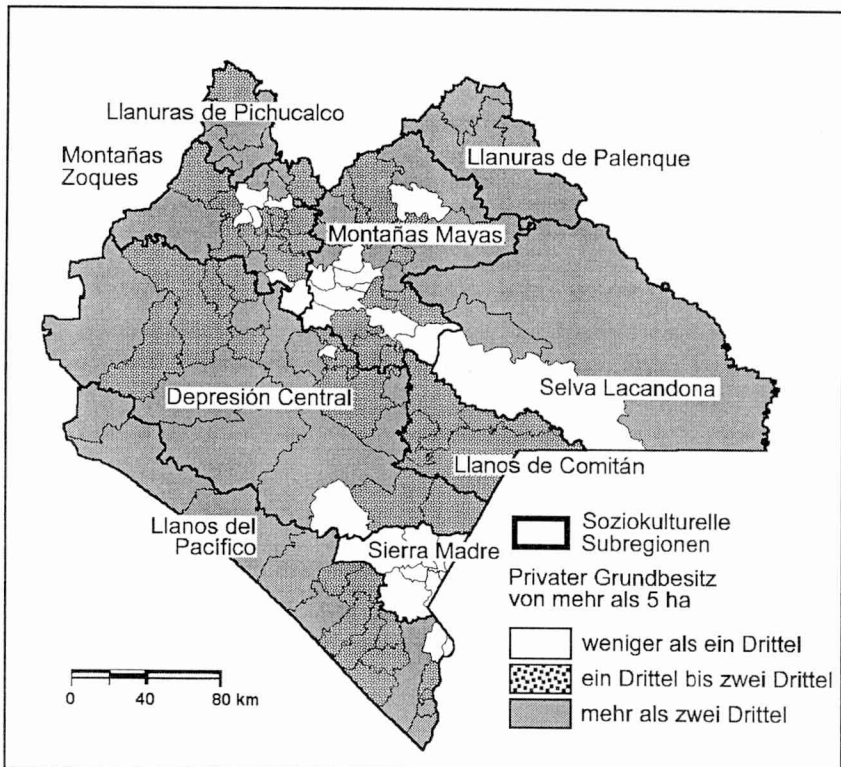 Llanuras de Pichucalco
Montañas
Zoques
Llanuras de Palenque
Montañas Mayas
Selva Lacandona
Depresión Central
Llanos de Comitán
Llanos del
Pacífico
Sierra Madre
Soziokulturelle
Subregionen
Privater Grundbesitz
von mehr als 5 ha
weniger als ein Drittel
ein Drittel bis zwei Drittel
mehr als zwei Drittel
0 40 80 km